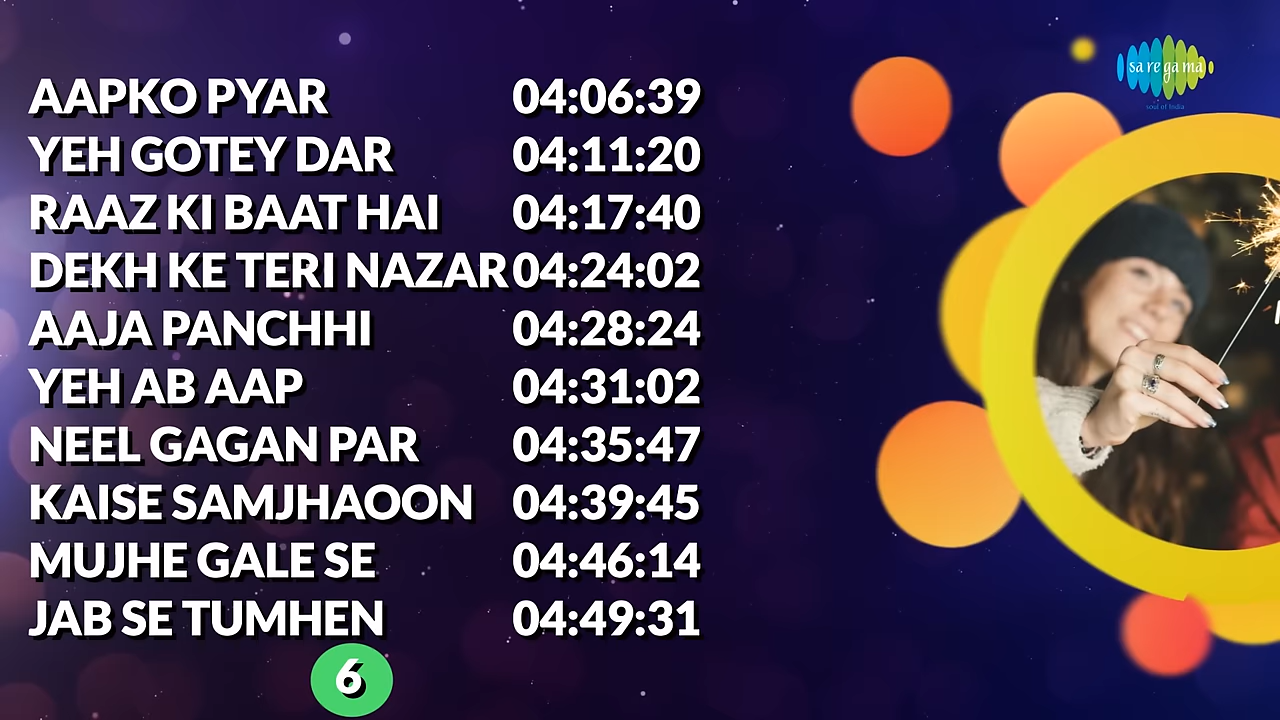 sa re ga ma
soul of India
AAPKO PYAR 04:06:39
YEH GOTEY DAR 04:11:20
RAAZ KI BAAT HAI 04:17:40
DEKH KE TERI NAZAR 04:24:02
AAJA PANCHHI 04:28:24
YEH AB AAP 04:31:02
NEEL GAGAN PAR 04:35:47
KAISE SAMJHAOON 04:39:45
MUJHE GALE SE 04:46:14
JAB SE TUMHEN 04:49:31
6